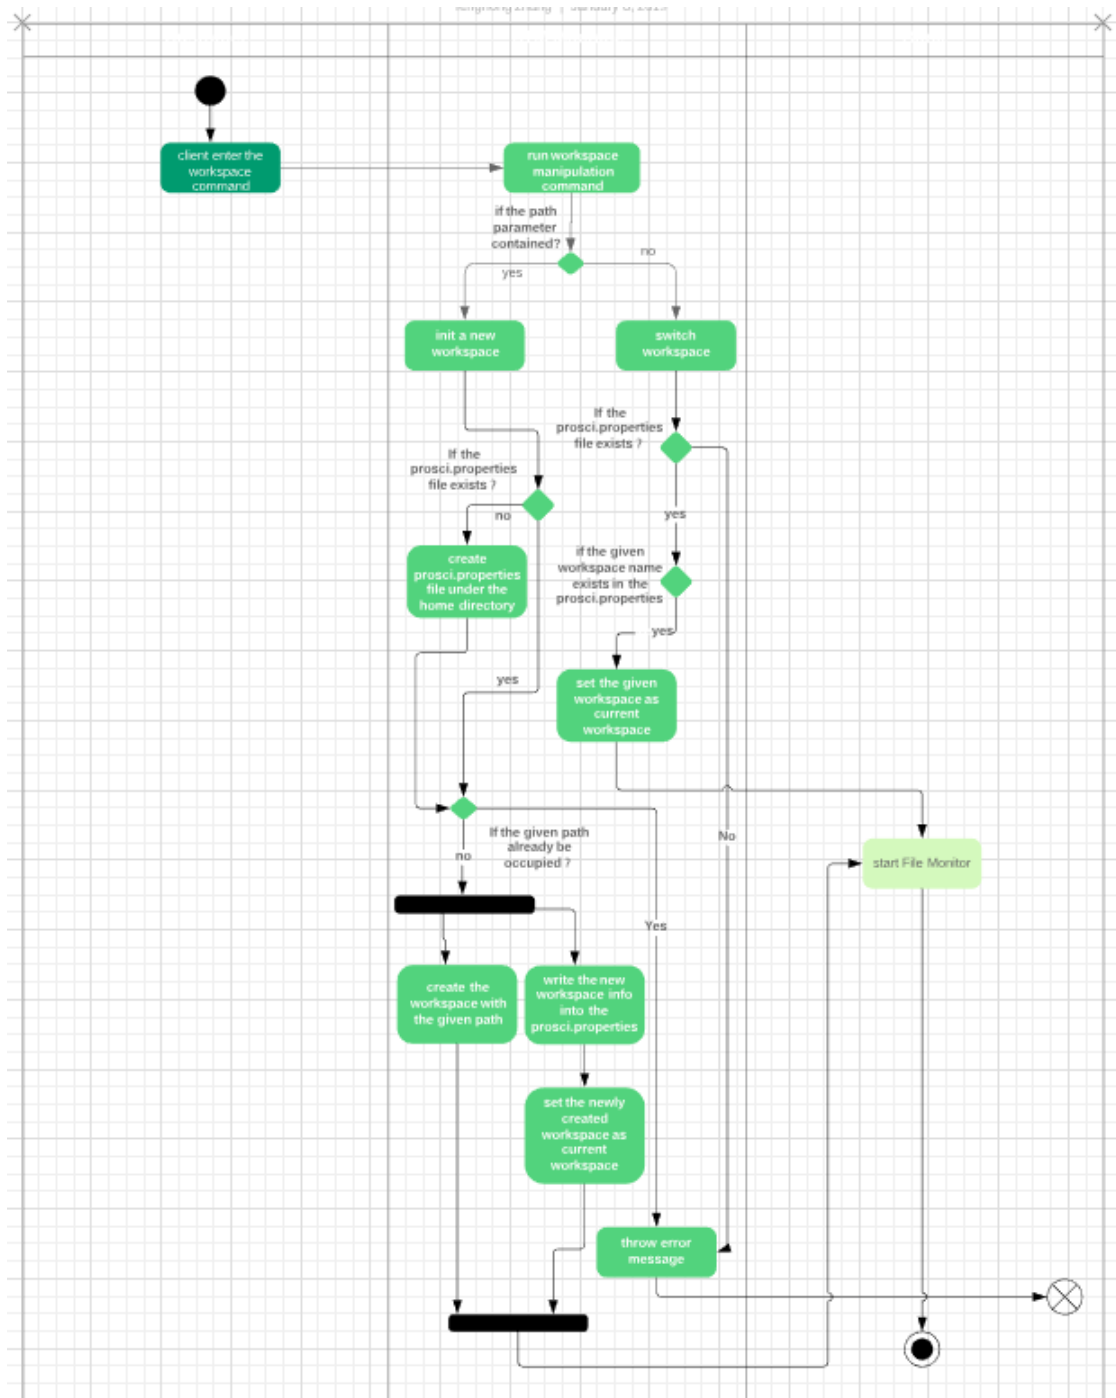 client enter the
workspace
command
run workspace
manipulation
command
if the path
parameter
contained?
no
yes
init a new
workspace
switch
workspace
If the
prosci.properties
file exists ?
If the
prosci.properties
file exists ?
no
yes
create
prosci.properties
file under the
home directory
if the given
workspace name
exists in the
prosci.properties
yes
yes
set the given
workspace as
current
workspace
If the given path
already be
occupied ?
no
No
start File Monitor
Yes
create the
workspace with
the given path
write the new
workspace info
into the
prosci.properties
set the newly
created
workspace as
current
workspace
throw error
message